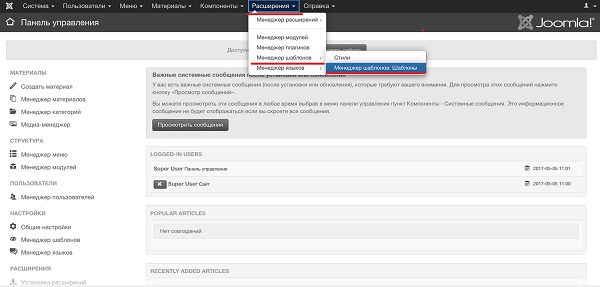 Система Пользователи Меню Материалы Компоненты Расширения Справка
Панель управления
Joomla!
Менеджер расширений
Менеджер модулей
Менеджер плагинов
Менеджер шаблонов
Менеджер языков
Стили
Менеджер шаблонов: Шаблоны
МАТЕРИАЛЫ
Создать материал
Менеджер материалов
Менеджер категорий
Медиа-менеджер
СТРУКТУРА
Менеджер меню
Менеджер модулей
ПОЛЬЗОВАТЕЛИ
Менеджер пользователей
НАСТРОЙКИ
Общие настройки
Менеджер шаблонов
Менеджер языков
РАСШИРЕНИЯ
Установка расширений
Важные системные сообщения после установки или обновления
У вас есть важные системные сообщения (после установки или обновления), которые требуют вашего внимания. Для просмотра этих сообщений нажмите
кнопку «Просмотр сообщений».
Вы можете просмотреть эти сообщения в любое время выбрав в меню панели управления пункт Компоненты - Системные сообщения. Это информационное
сообщение не будет отображаться если вы скроете все сообщения.
Просмотреть сообщения
LOGGED-IN USERS
Super User Панель управления 2017-05-05 11:01
Super User Сайт 2017-05-05 11:00
POPULAR ARTICLES
Нет совпадений
RECENTLY ADDED ARTICLES